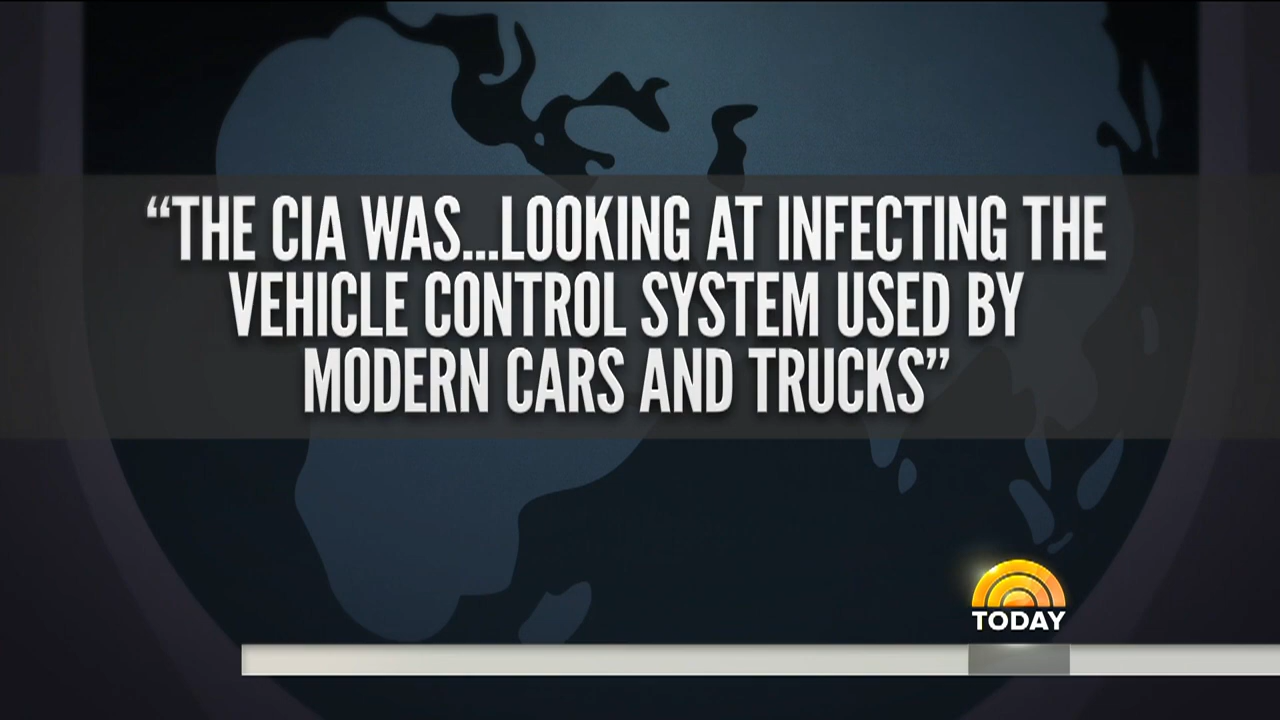 “THE CIA WAS...LOOKING AT INFECTING THE
VEHICLE CONTROL SYSTEM USED BY
MODERN CARS AND TRUCKS”
TODAY